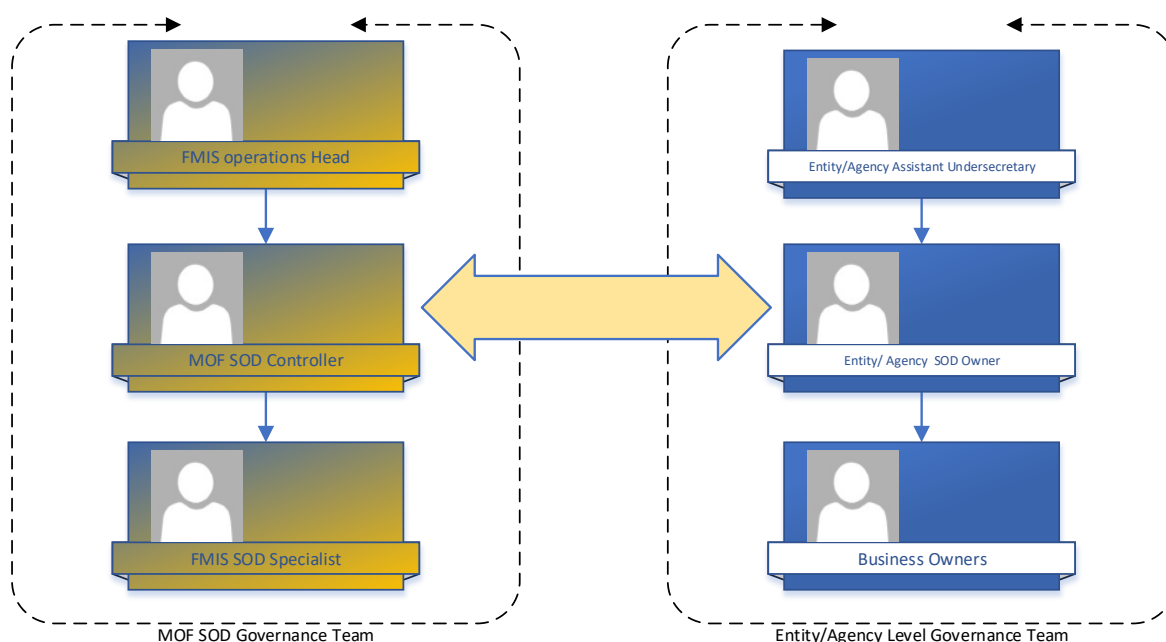 FMIS operations Head
MOF SOD Controller
FMIS SOD Specialist
MOF SOD Governance Team
Entity/Agency Assistant Undersecretary
Entity/ Agency SOD Owner
Business Owners
Entity/Agency Level Governance Team